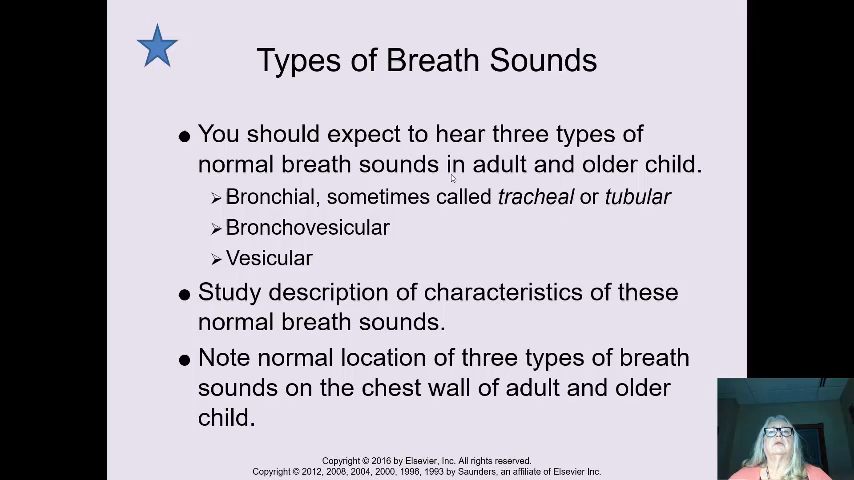 Types of Breath Sounds
● You should expect to hear three types of
normal breath sounds in adult and older child.
➢ Bronchial, sometimes called tracheal or tubular
➢ Bronchovesicular
➢ Vesicular
● Study description of characteristics of these
normal breath sounds.
● Note normal location of three types of breath
sounds on the chest wall of adult and older
child.
Copyright © 2016 by Elsevier, Inc. All rights reserved.
Copyright © 2012, 2008, 2004, 2000, 1996, 1993 by Saunders, an affiliate of Elsevier Inc.